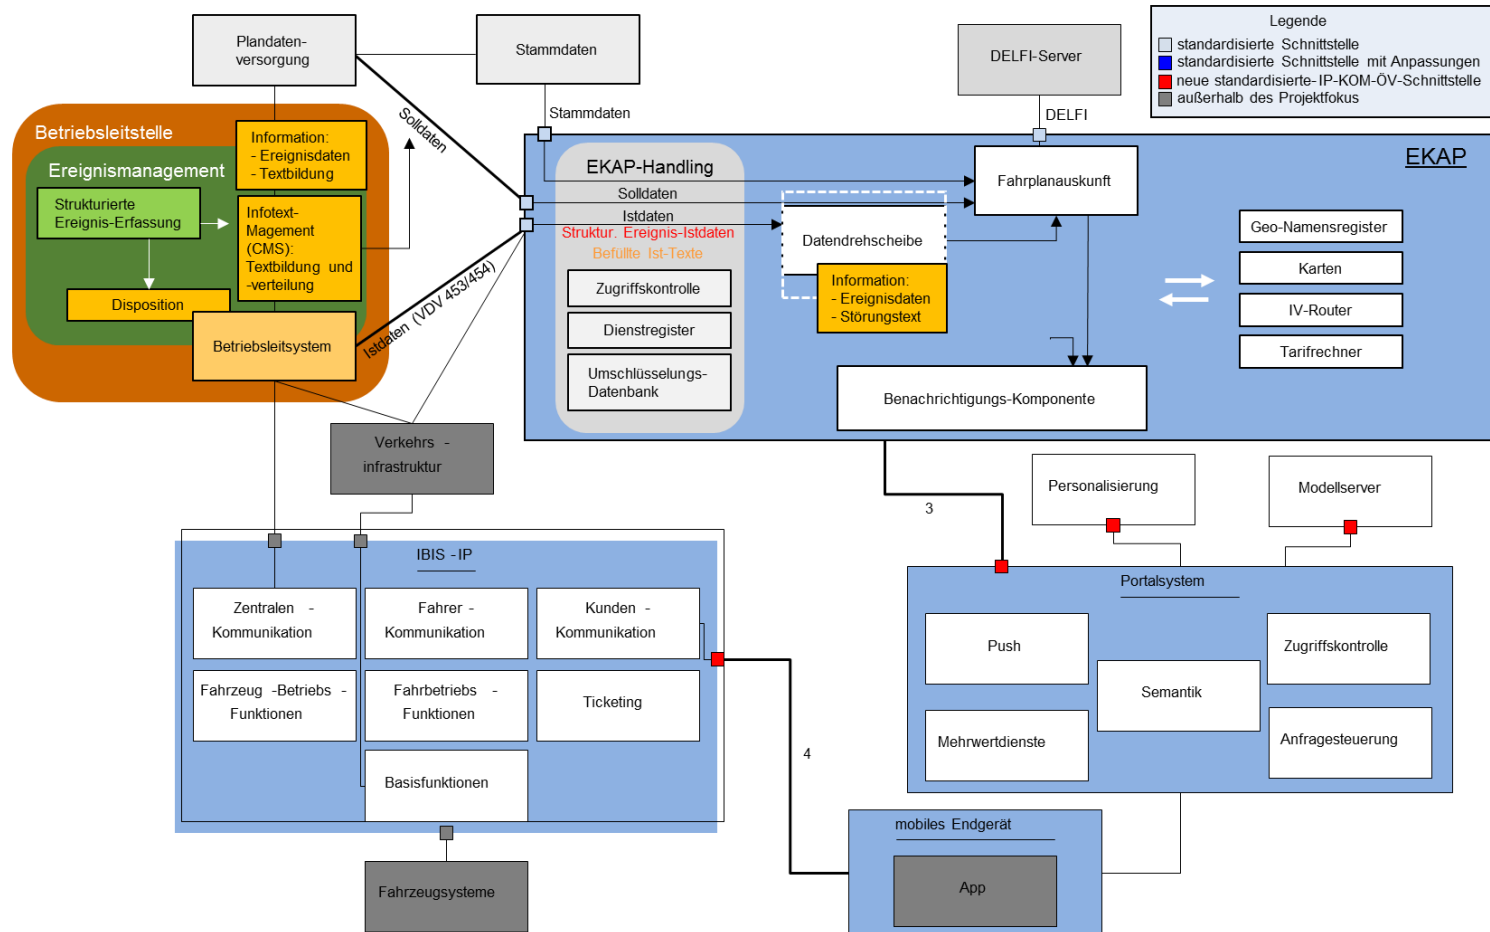 Plandaten-
versorgung
Stammdaten
DELFI-Server
Legende
standardisierte Schnittstelle
standardisierte Schnittstelle mit Anpassungen
neue standardisierte-IP-KOM-ÖV-Schnittstelle
außerhalb des Projektfokus
Betriebsleitstelle
Ereignismanagement
Information:
- Ereignisdaten
- Textbildung
Strukturierte
Ereignis-Erfassung
Infotext-
Magement
(CMS):
Textbildung und
-verteilung
Disposition
Betriebsleitsystem
Solldaten
Istdaten (VDV 453/454)
Stammdaten
DELFI
EKAP
EKAP-Handling
Solldaten
Istdaten
Struktur. Ereignis-Istdaten
Befüllte Ist-Texte
Zugriffskontrolle
Dienstregister
Umschlüsselungs-
Datenbank
Fahrplanauskunft
Datendrehscheibe
Information:
- Ereignisdaten
- Störungstext
Benachrichtigungs-Komponente
Geo-Namensregister
Karten
IV-Router
Tarifrechner
Verkehrs -
infrastruktur
IBIS -IP
Zentralen -
Kommunikation
Fahrer -
Kommunikation
Kunden -
Kommunikation
Fahrzeug -Betriebs -
Funktionen
Fahrbetriebs -
Funktionen
Ticketing
Basisfunktionen
Fahrzeugsysteme
3
4
Personalisierung
Modellserver
Portalsystem
Push
Zugriffskontrolle
Semantik
Mehrwertdienste
Anfragesteuerung
mobiles Endgerät
App